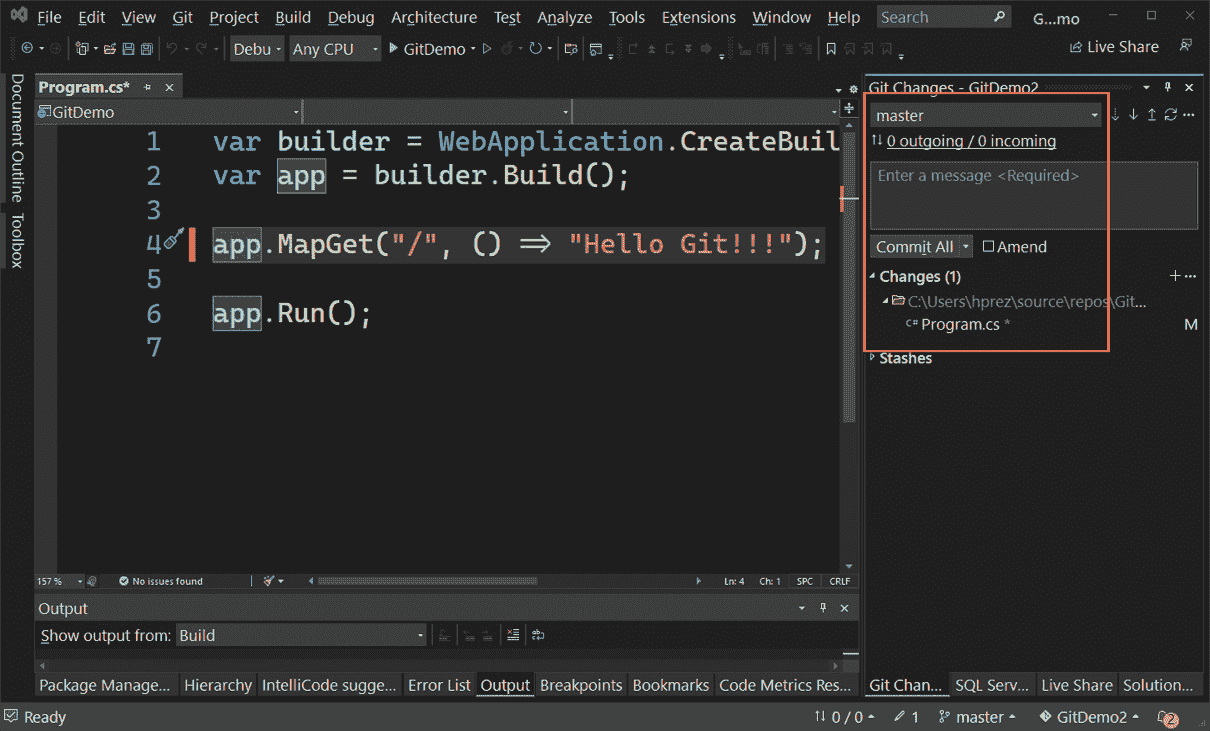 File Edit View Git Project Build Debug Architecture Test Analyze Tools Extensions Window Help Search G...mo
Debu Any CPU GitDemo Live Share
Document Outline
Toolbox
Program.cs*
GitDemo
1 var builder = WebApplication.CreateBuil
2 var app = builder.Build();
3
4 app.MapGet("/", () => "Hello Git!!!");
5
6 app.Run();
7
157 % No issues found Ln: 4 Ch: 1 SPC CRLF
Output
Show output from: Build
Package Manage... Hierarchy IntelliCode sugge... Error List Output Breakpoints Bookmarks Code Metrics Res...
Git Changes - GitDemo2
master
0 outgoing / 0 incoming
Enter a message <Required>
Commit All Amend
Changes (1)
C:\Users\hprez\source\repos\Git...
C# Program.cs * M
Stashes
Git Chan... SQL Serv... Live Share Solution...
Ready 0 / 0 1 master GitDemo2 2